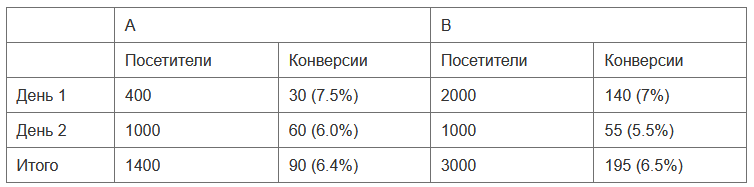 A B
Посетители Конверсии Посетители Конверсии
День 1 400 30 (7.5%) 2000 140 (7%)
День 2 1000 60 (6.0%) 1000 55 (5.5%)
Итого 1400 90 (6.4%) 3000 195 (6.5%)